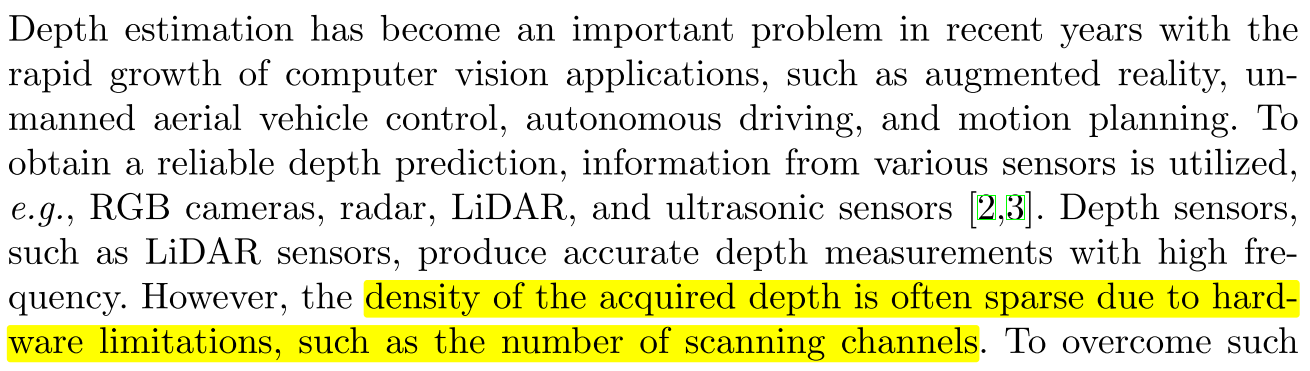 Depth estimation has become an important problem in recent years with the
rapid growth of computer vision applications, such as augmented reality, un-
manned aerial vehicle control, autonomous driving, and motion planning. To
obtain a reliable depth prediction, information from various sensors is utilized,
e.g., RGB cameras, radar, LiDAR, and ultrasonic sensors [2,3]. Depth sensors,
such as LiDAR sensors, produce accurate depth measurements with high fre-
quency. However, the density of the acquired depth is often sparse due to hard-
ware limitations, such as the number of scanning channels. To overcome such